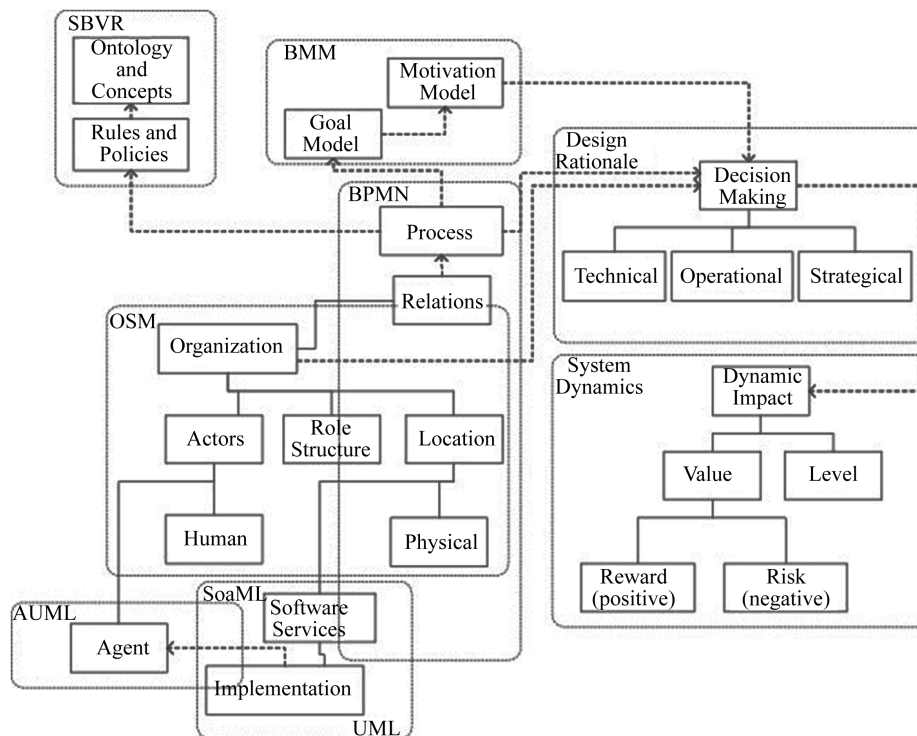 SBVR
Ontology
and
Concepts
Rules and
Policies
BMM
Motivation
Model
Goal
Model
Design
Rationale
Decision
Making
Technical
Operational
Strategical
BPMN
Process
Relations
OSM
Organization
Actors
Role
Structure
Location
Human
Physical
System
Dynamics
Dynamic
Impact
Value
Level
Reward
(positive)
Risk
(negative)
AUML
Agent
SoaML
Software
Services
Implementation
UML